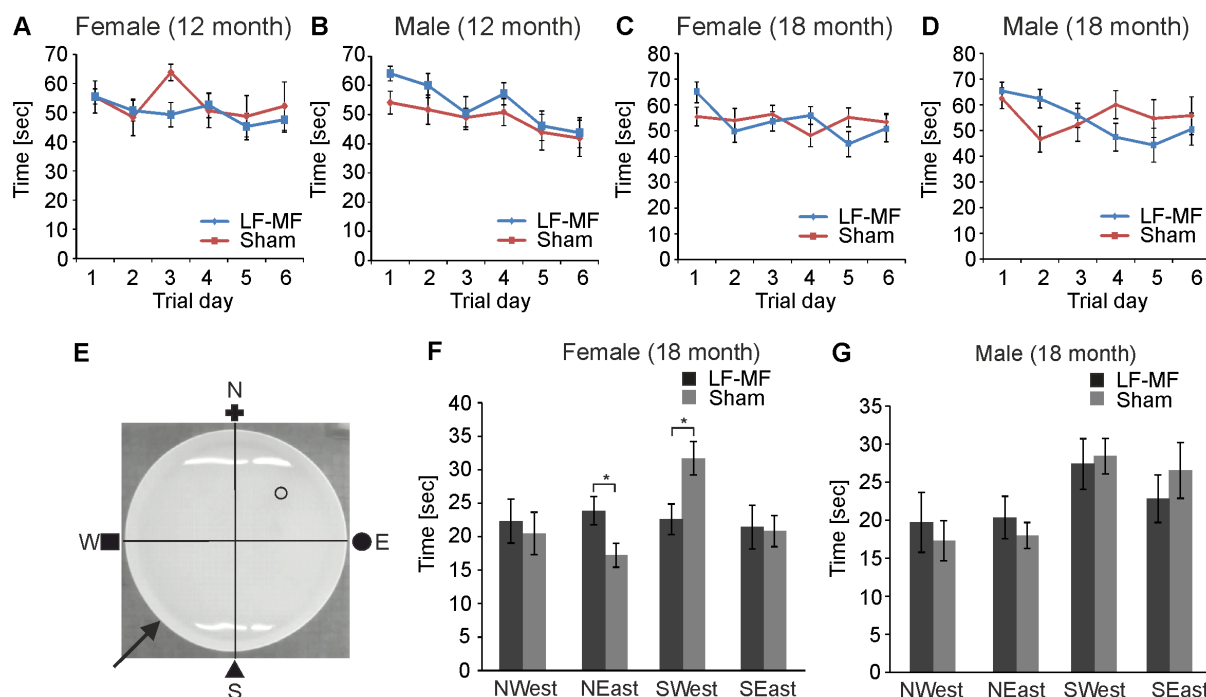 A Female (12 month)
70
60
50
40
30
20
10
0
Time [sec]
LF-MF
Sham
1 2 3 4 5 6
Trial day
B Male (12 month)
70
60
50
40
30
20
10
0
Time [sec]
LF-MF
Sham
1 2 3 4 5 6
Trial day
C Female (18 month)
80
70
60
50
40
30
20
10
0
Time [sec]
LF-MF
Sham
1 2 3 4 5 6
Trial day
D Male (18 month)
80
70
60
50
40
30
20
10
0
Time [sec]
LF-MF
Sham
1 2 3 4 5 6
Trial day
E
N
W E
S
F Female (18 month)
LF-MF
Sham
40
35
30
25
20
15
10
5
0
Time [sec]
*
*
NWest NEast SWest SEast
G Male (18 month)
LF-MF
Sham
35
30
25
20
15
10
5
0
Time [sec]
NWest NEast SWest SEast